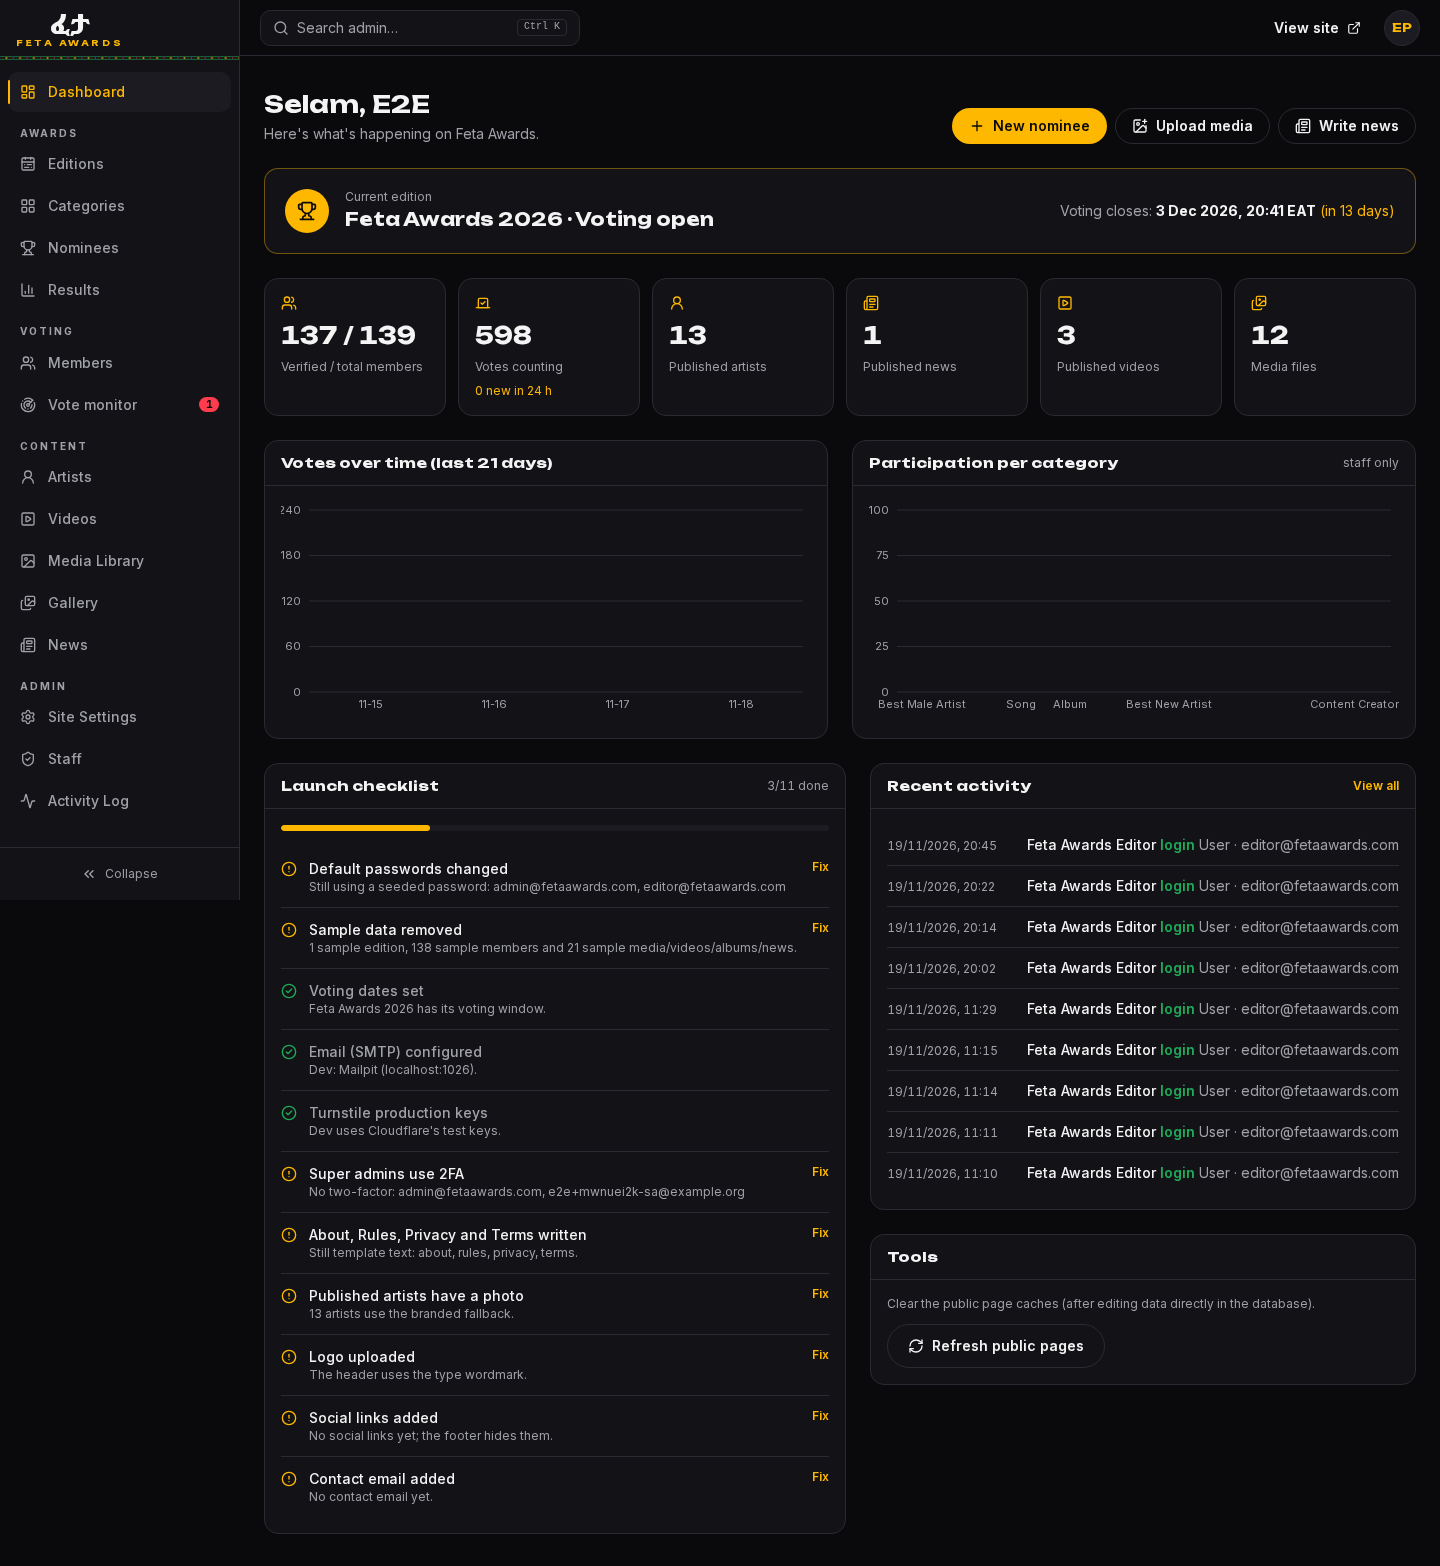 ፈታ
FETA AWARDS
Search admin...
Ctrl K
View site
EP
Dashboard
AWARDS
Editions
Categories
Nominees
Results
VOTING
Members
Vote monitor
1
CONTENT
Artists
Videos
Media Library
Gallery
News
ADMIN
Site Settings
Staff
Activity Log
Collapse
Selam, E2E
Here's what's happening on Feta Awards.
New nominee
Upload media
Write news
Current edition
Feta Awards 2026 · Voting open
Voting closes: 3 Dec 2026, 20:41 EAT (in 13 days)
137 / 139
Verified / total members
598
Votes counting
0 new in 24 h
13
Published artists
1
Published news
3
Published videos
12
Media files
Votes over time (last 21 days)
240
180
120
60
0
11-15 11-16 11-17 11-18
Participation per category
staff only
100
75
50
25
0
Best Male Artist Song Album Best New Artist Content Creator
Launch checklist
3/11 done
Default passwords changed
Fix
Still using a seeded password: admin@fetaawards.com, editor@fetaawards.com
Sample data removed
Fix
1 sample edition, 138 sample members and 21 sample media/videos/albums/news.
Voting dates set
Feta Awards 2026 has its voting window.
Email (SMTP) configured
Dev: Mailpit (localhost:1026).
Turnstile production keys
Dev uses Cloudflare's test keys.
Super admins use 2FA
Fix
No two-factor: admin@fetaawards.com, e2e+mwnuei2k-sa@example.org
About, Rules, Privacy and Terms written
Fix
Still template text: about, rules, privacy, terms.
Published artists have a photo
Fix
13 artists use the branded fallback.
Logo uploaded
Fix
The header uses the type wordmark.
Social links added
Fix
No social links yet; the footer hides them.
Contact email added
Fix
No contact email yet.
Recent activity
View all
19/11/2026, 20:45 Feta Awards Editor login User · editor@fetaawards.com
19/11/2026, 20:22 Feta Awards Editor login User · editor@fetaawards.com
19/11/2026, 20:14 Feta Awards Editor login User · editor@fetaawards.com
19/11/2026, 20:02 Feta Awards Editor login User · editor@fetaawards.com
19/11/2026, 11:29 Feta Awards Editor login User · editor@fetaawards.com
19/11/2026, 11:15 Feta Awards Editor login User · editor@fetaawards.com
19/11/2026, 11:14 Feta Awards Editor login User · editor@fetaawards.com
19/11/2026, 11:11 Feta Awards Editor login User · editor@fetaawards.com
19/11/2026, 11:10 Feta Awards Editor login User · editor@fetaawards.com
Tools
Clear the public page caches (after editing data directly in the database).
Refresh public pages